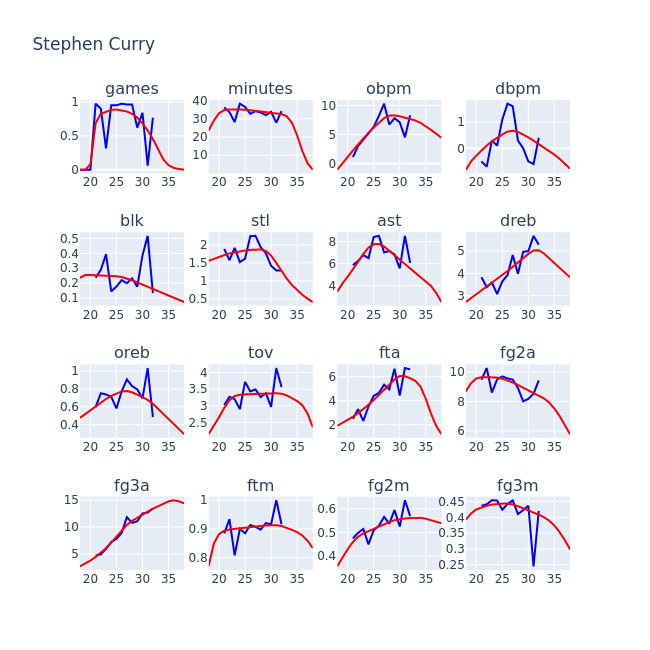 Stephen Curry
games minutes obpm dbpm
1 0.5 0 20 25 30 35
40 30 20 10 20 25 30 35
10 5 0 20 25 30 35
1 0 20 25 30 35
blk stl ast dreb
0.5 0.4 0.3 0.2 0.1 20 25 30 35
2 1.5 1 0.5 20 25 30 35
8 6 4 20 25 30 35
5 4 3 20 25 30 35
oreb tov fta fg2a
1 0.8 0.6 0.4 20 25 30 35
4 3.5 3 2.5 20 25 30 35
6 4 2 20 25 30 35
10 8 6 20 25 30 35
fg3a ftm fg2m fg3m
15 10 5 20 25 30 35
1 0.9 0.8 20 25 30 35
0.6 0.5 0.4 20 25 30 35
0.45 0.4 0.35 0.3 0.25 20 25 30 35